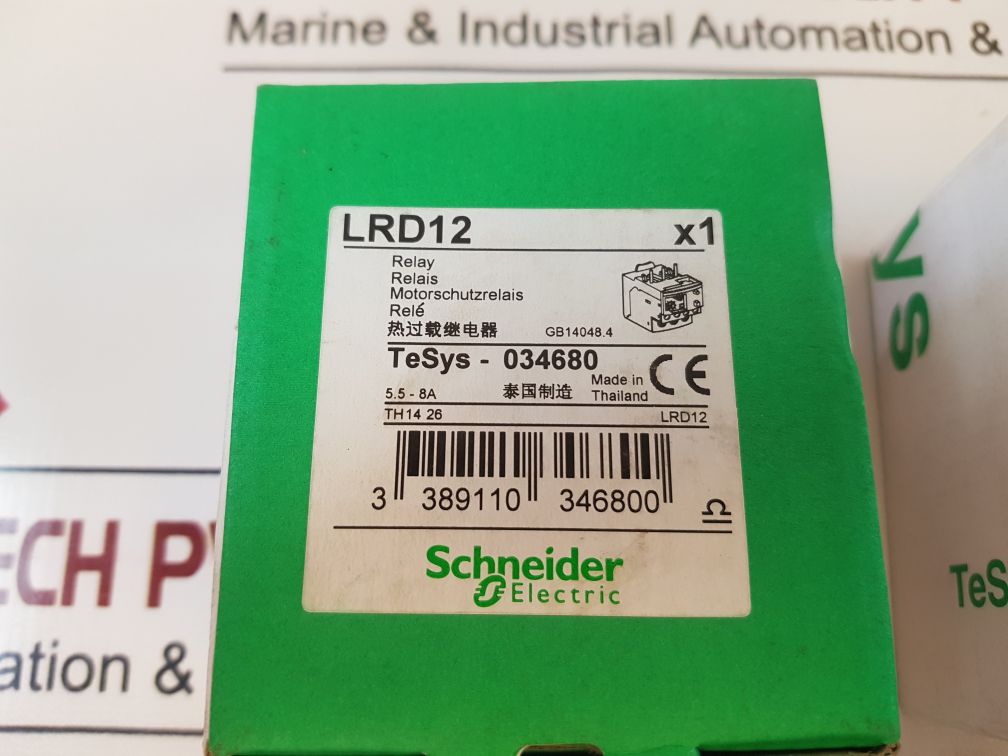 Marine & Industrial Automation &
LRD12 x1
Relay
Relais
Motorschutzrelais
Relé
热过载继电器 GB14048.4
TeSys - 034680
5.5 - 8A 泰国制造 Made in Thailand CE
TH14 26 LRD12
3 389110 346800
Schneider
Electric
ECH P
ation &
ys
TeS